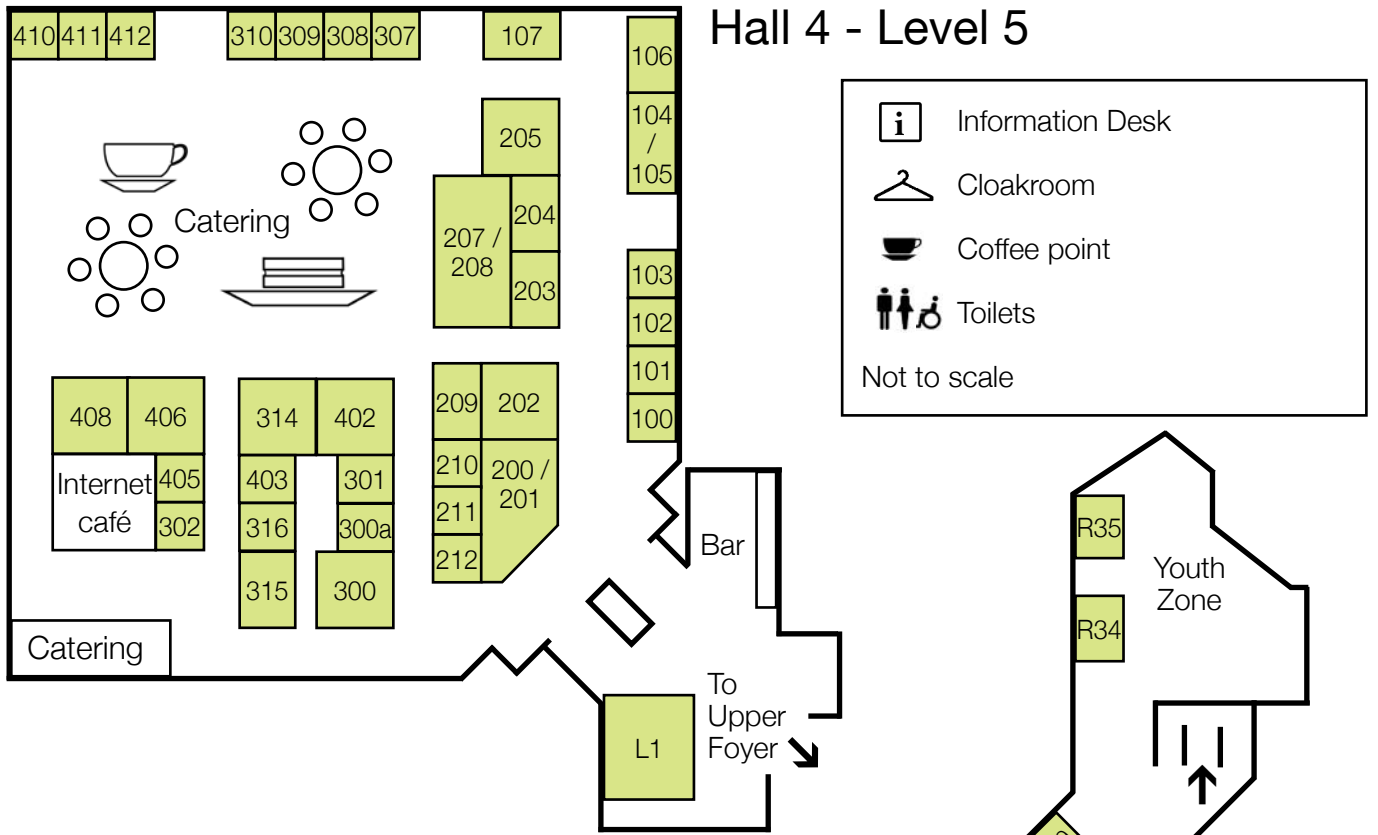 Hall 4 - Level 5
410 411 412
310 309 308 307
107
106
104
/
105
205
204
207 /
208
203
103
102
101
100
Catering
408 406
Internet
café
405
302
314 402
403 301
316 300a
315 300
209 202
210
200 /
201
211
212
Catering
Bar
To
Upper
Foyer
L1
i Information Desk
Cloakroom
Coffee point
Toilets
Not to scale
R35
Youth
Zone
R34